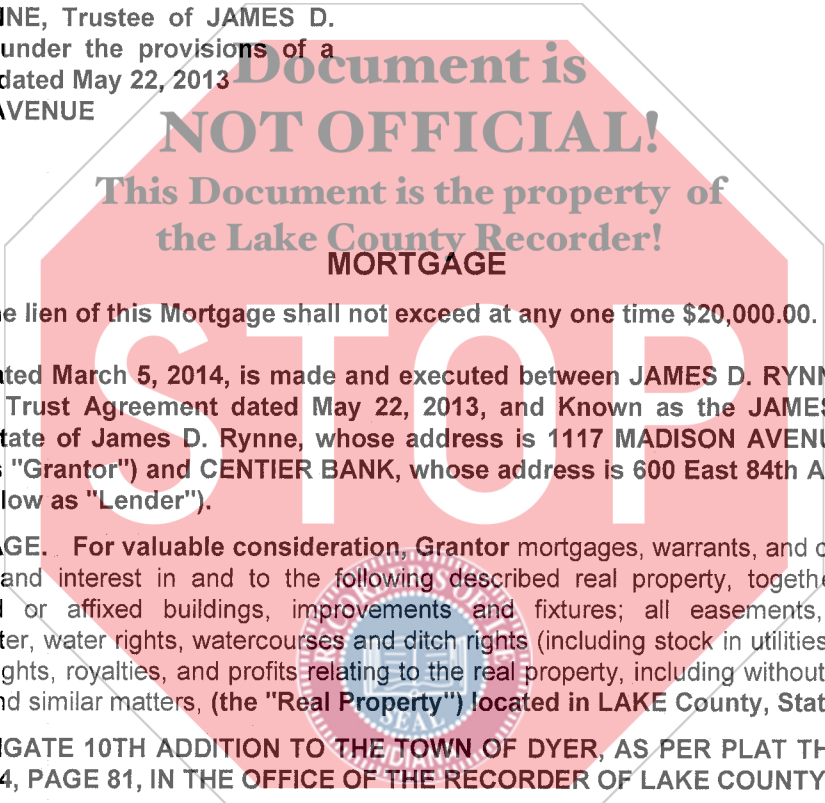 NE, Trustee of JAMES D.
under the provisions of a
dated May 22, 2013
AVENUE
Document is
NOT OFFICIAL!
This Document is the property of
the Lake County Recorder!
MORTGAGE
e lien of this Mortgage shall not exceed at any one time $20,000.00.
ated March 5, 2014, is made and executed between JAMES D. RYNN
Trust Agreement dated May 22, 2013, and Known as the JAMES
tate of James D. Rynne, whose address is 1117 MADISON AVENU
s "Grantor") and CENTIER BANK, whose address is 600 East 84th A
low as "Lender").
STOP
AGE. For valuable consideration, Grantor mortgages, warrants, and c
and interest in and to the following described real property, togethe
d or affixed buildings, improvements and fixtures; all easements,
ter, water rights, watercourses and ditch rights (including stock in utilities
ghts, royalties, and profits relating to the real property, including without
nd similar matters, (the "Real Property") located in LAKE County, Stat
SEAL
GATE 10TH ADDITION TO THE TOWN OF DYER, AS PER PLAT TH
4, PAGE 81, IN THE OFFICE OF THE RECORDER OF LAKE COUNTY